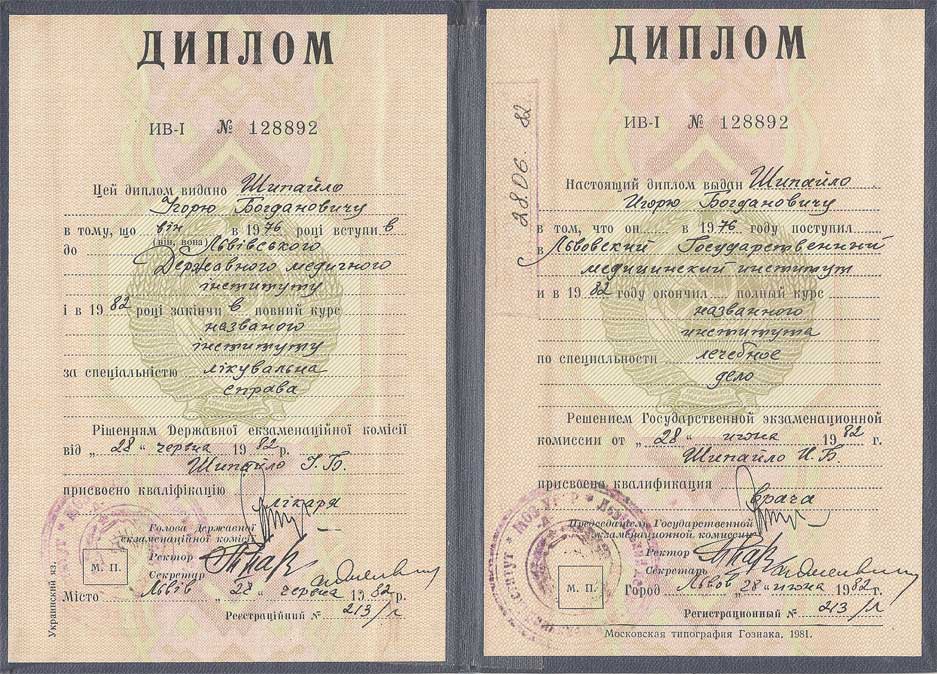 ДИПЛОМ
ИВ-I № 128892
Цей диплом видано Шипайло
Ігорю Богдановичу
в тому, що він в 1976 році вступив
(він, вона)
до Львівського
Державного медичного
інституту
і в 1982 році закінчив повний курс
названого
інституту
за спеціальністю лікувальна
справа
Рішенням Державної екзаменаційної комісії
від „28“ червня 1982р.
Шипайло І.Б.
присвоєно кваліфікацію
лікаря
Голова Державної
екзаменаційної комісії
Ректор
М. П.
Секретар
Місто Львів „28“ червня 1982р.
Реєстраційний № 213/л
Украинский яз.
ДИПЛОМ
ИВ-I № 128892
28 06. 82
Настоящий диплом выдан Шипайло
Игорю Богдановичу
в том, что он в 1976 году поступил
в Львовский Государственный
медицинский институт
и в 1982 году окончил полный курс
названного
института
по специальности лечебное
дело
Решением Государственной экзаменационной
комиссии от „28“ июня 1982 г.
Шипайло И.Б.
присвоена квалификация
врача
Председатель Государственной
экзаменационной комиссии
Ректор
Секретарь
М. П.
Город Львов „28“ июня 1982г.
Регистрационный № 213/л
Московская типография Гознака. 1981.